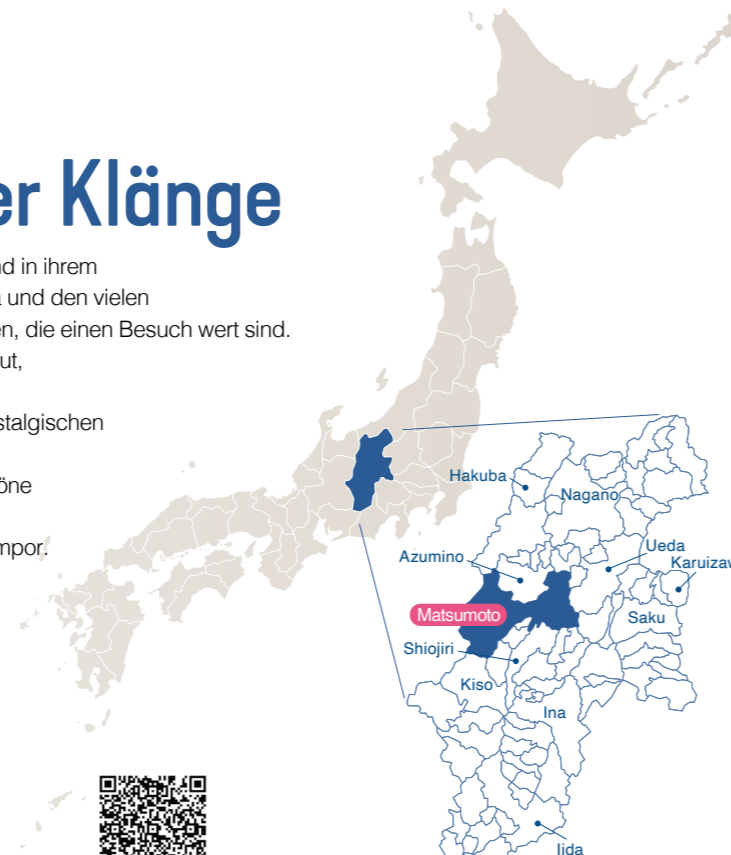 er Klänge
d in ihrem
und den vielen
en, die einen Besuch wert sind.
ut,
stalgischen
öne
mpor.
Hakuba
Nagano
Azumino
Ueda
Karuizaw
Matsumoto
Saku
Shiojiri
Kiso
Ina
Iida